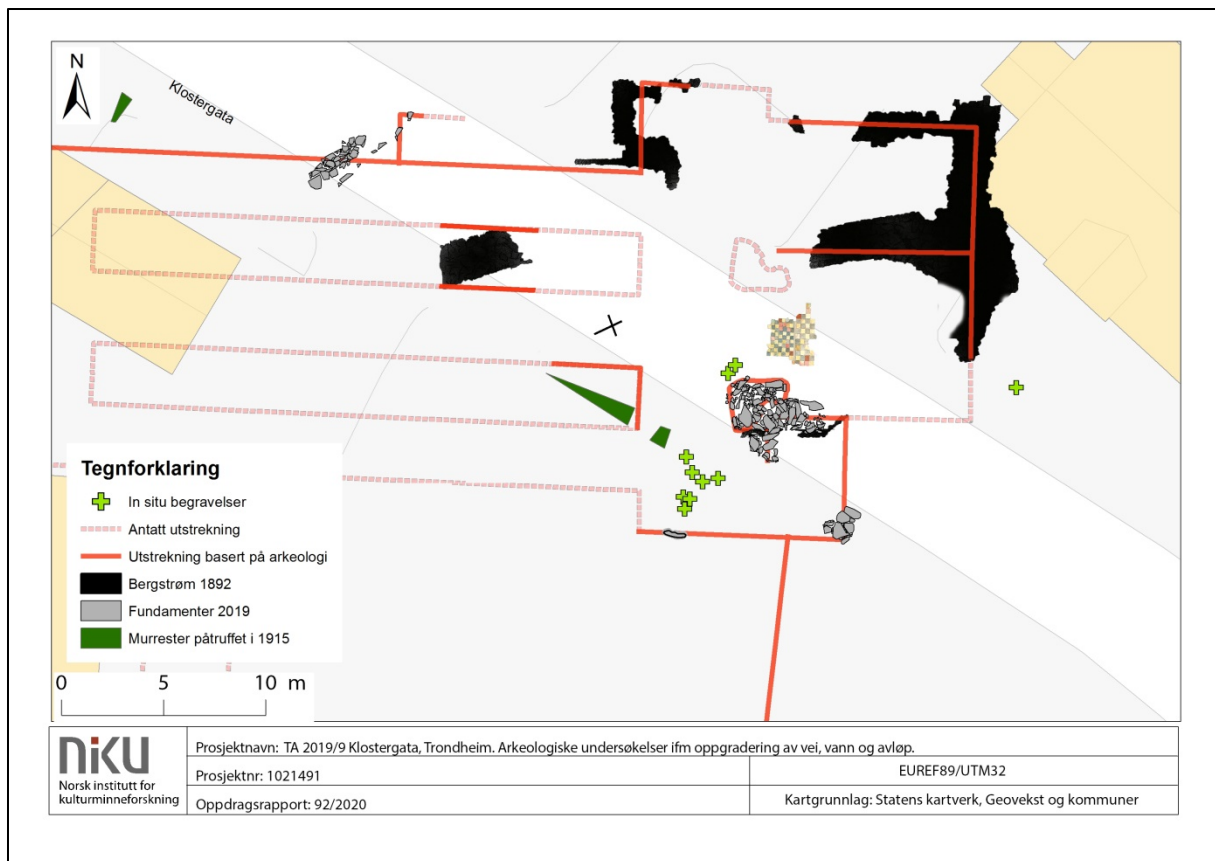 N
Klostergata
Tegnforklaring
In situ begravelser
Antatt utstrekning
Utstrekning basert på arkeologi
Bergstrøm 1892
Fundamenter 2019
Murrester påtruffet i 1915
0 5 10 m
niku
Norsk institutt for
kulturminneforskning
Prosjektnavn: TA 2019/9 Klostergata, Trondheim. Arkeologiske undersøkelser ifm oppgradering av vei, vann og avløp.
Prosjektnr: 1021491
EUREF89/UTM32
Oppdragsrapport: 92/2020
Kartgrunnlag: Statens kartverk, Geovekst og kommuner